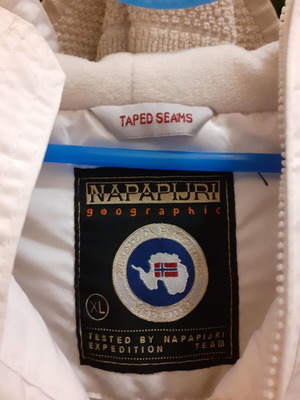 TAPED SEAMS
NAPAPIJRI
geographic
XL
TESTED BY NAPAPIJRI
EXPEDITION TEAM